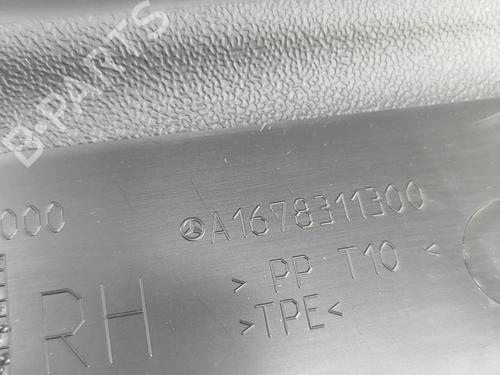 B-PARTS
000
A1678311300
> PP T10 <
>TPE<
RH